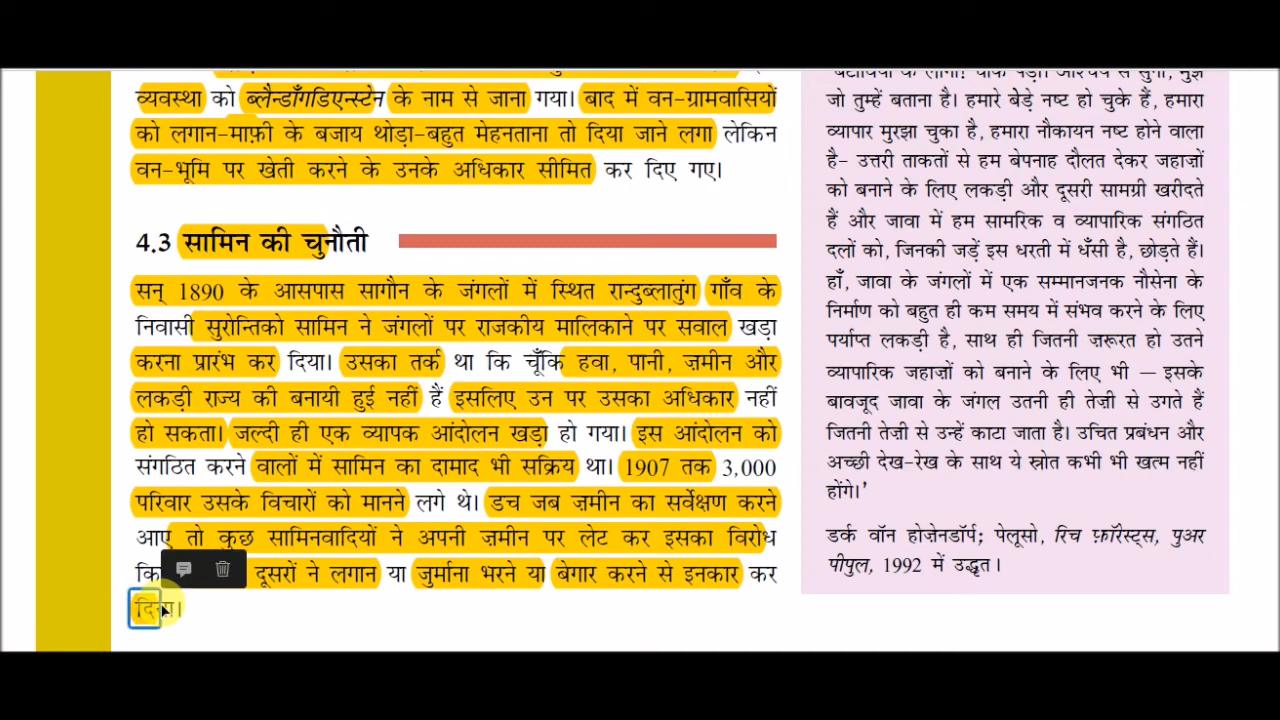 व्यवस्था को ब्लैन्डाँगडिएन्स्टेन के नाम से जाना गया। बाद में वन-ग्रामवासियों
को लगान-माफ़ी के बजाय थोड़ा-बहुत मेहनताना तो दिया जाने लगा लेकिन
वन-भूमि पर खेती करने के उनके अधिकार सीमित कर दिए गए।
4.3 सामिन की चुनौती
सन् 1890 के आसपास सागौन के जंगलों में स्थित रान्दुब्लातुंग गाँव के
निवासी सुरोन्तिको सामिन ने जंगलों पर राजकीय मालिकाने पर सवाल खड़ा
करना प्रारंभ कर दिया। उसका तर्क था कि चूँकि हवा, पानी, ज़मीन और
लकड़ी राज्य की बनायी हुई नहीं हैं इसलिए उन पर उसका अधिकार नहीं
हो सकता। जल्दी ही एक व्यापक आंदोलन खड़ा हो गया। इस आंदोलन को
संगठित करने वालों में सामिन का दामाद भी सक्रिय था। 1907 तक 3,000
परिवार उसके विचारों को मानने लगे थे। डच जब ज़मीन का सर्वेक्षण करने
आए तो कुछ सामिनवादियों ने अपनी ज़मीन पर लेट कर इसका विरोध
दूसरों ने लगान या जुर्माना भरने या बेगार करने से इनकार कर
दिया।
जो तुम्हें बताना है। हमारे बेड़े नष्ट हो चुके हैं, हमारा
व्यापार मुरझा चुका है, हमारा नौकायन नष्ट होने वाला
है- उत्तरी ताकतों से हम बेपनाह दौलत देकर जहाज़ों
को बनाने के लिए लकड़ी और दूसरी सामग्री खरीदते
हैं और जावा में हम सामरिक व व्यापारिक संगठित
दलों को, जिनकी जड़ें इस धरती में धँसी है, छोड़ते हैं।
हाँ, जावा के जंगलों में एक सम्मानजनक नौसेना के
निर्माण को बहुत ही कम समय में संभव करने के लिए
पर्याप्त लकड़ी है, साथ ही जितनी ज़रूरत हो उतने
व्यापारिक जहाज़ों को बनाने के लिए भी — इसके
बावजूद जावा के जंगल उतनी ही तेज़ी से उगते हैं
जितनी तेज़ी से उन्हें काटा जाता है। उचित प्रबंधन और
अच्छी देख-रेख के साथ ये स्रोत कभी भी खत्म नहीं
होंगे।'
डर्क वॉन होजेनडॉर्प; पेलूसो, रिच फ़ॉरैस्ट्स, पुअर
पीपुल, 1992 में उद्धृत।